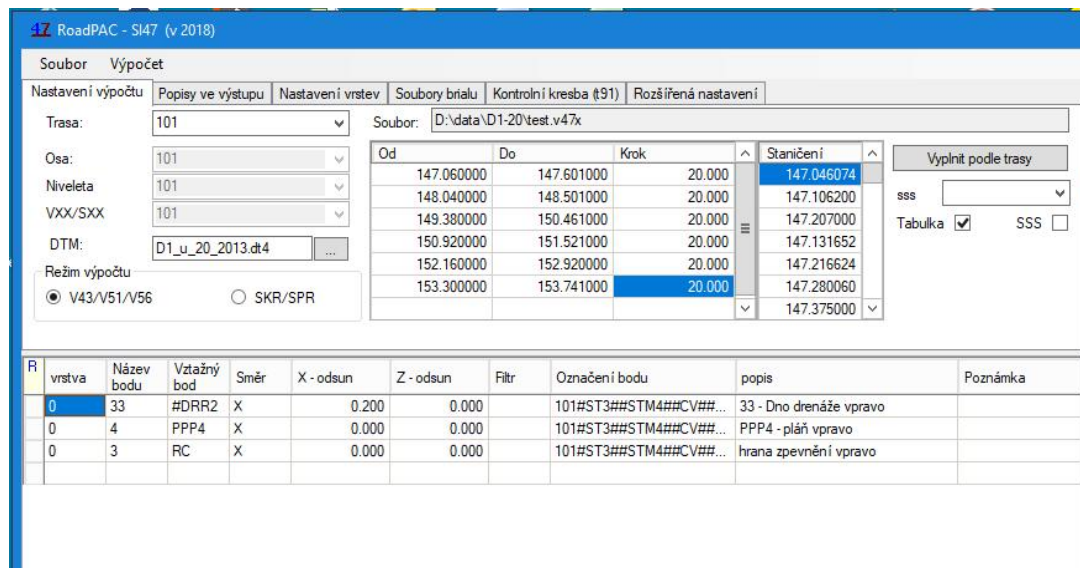 47 RoadPAC - SI47 (v 2018)
Soubor Výpočet
Nastavení výpočtu Popisy ve výstupu Nastavení vrstev Soubory brialu Kontrolní kresba (t91) Rozšířená nastavení
Trasa: 101 Soubor: D:\data\D1-20\test.v47x
Od Do Krok Staničení Vyplnit podle trasy
Osa: 101 147.060000 147.601000 20.000 147.046074
Niveleta 101 148.040000 148.501000 20.000 147.106200 sss
VXX/SXX 101 149.380000 150.461000 20.000 147.207000 Tabulka SSS
DTM: D1_u_20_2013.dt4 ... 150.920000 151.521000 20.000 147.131652
Režim výpočtu 152.160000 152.920000 20.000 147.216624
V43/V51/V56 SKR/SPR 153.300000 153.741000 20.000 147.280060
147.375000
R vrstva Název bodu Vztažný bod Směr X - odsun Z - odsun Filtr Označení bodu popis Poznámka
0 33 #DRR2 X 0.200 0.000 101#ST3##STM4##CV##... 33 - Dno drenáže vpravo
0 4 PPP4 X 0.000 0.000 101#ST3##STM4##CV##... PPP4 - pláň vpravo
0 3 RC X 0.000 0.000 101#ST3##STM4##CV##... hrana zpevnění vpravo